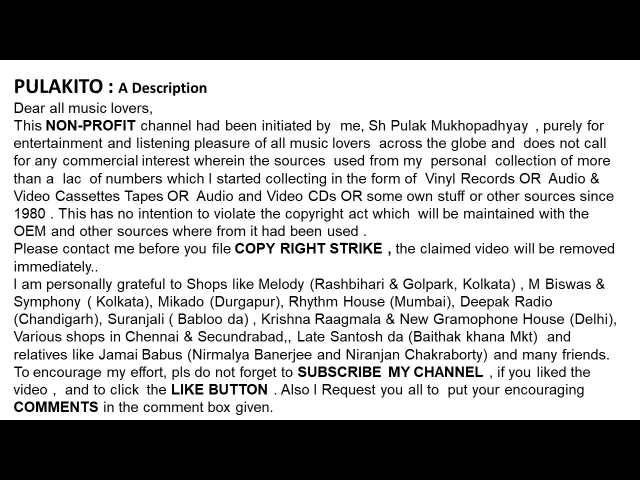 PULAKITO : A Description
Dear all music lovers,
This NON-PROFIT channel had been initiated by me, Sh Pulak Mukhopadhyay , purely for
entertainment and listening pleasure of all music lovers across the globe and does not call
for any commercial interest wherein the sources used from my personal collection of more
than a lac of numbers which I started collecting in the form of Vinyl Records OR Audio &
Video Cassettes Tapes OR Audio and Video CDs OR some own stuff or other sources since
1980 . This has no intention to violate the copyright act which will be maintained with the
OEM and other sources where from it had been used .
Please contact me before you file COPY RIGHT STRIKE , the claimed video will be removed
immediately..
I am personally grateful to Shops like Melody (Rashbihari & Golpark, Kolkata) , M Biswas &
Symphony ( Kolkata), Mikado (Durgapur), Rhythm House (Mumbai), Deepak Radio
(Chandigarh), Suranjali ( Babloo da) , Krishna Raagmala & New Gramophone House (Delhi),
Various shops in Chennai & Secundrabad,, Late Santosh da (Baithak khana Mkt) and
relatives like Jamai Babus (Nirmalya Banerjee and Niranjan Chakraborty) and many friends.
To encourage my effort, pls do not forget to SUBSCRIBE MY CHANNEL , if you liked the
video , and to click the LIKE BUTTON . Also I Request you all to put your encouraging
COMMENTS in the comment box given.